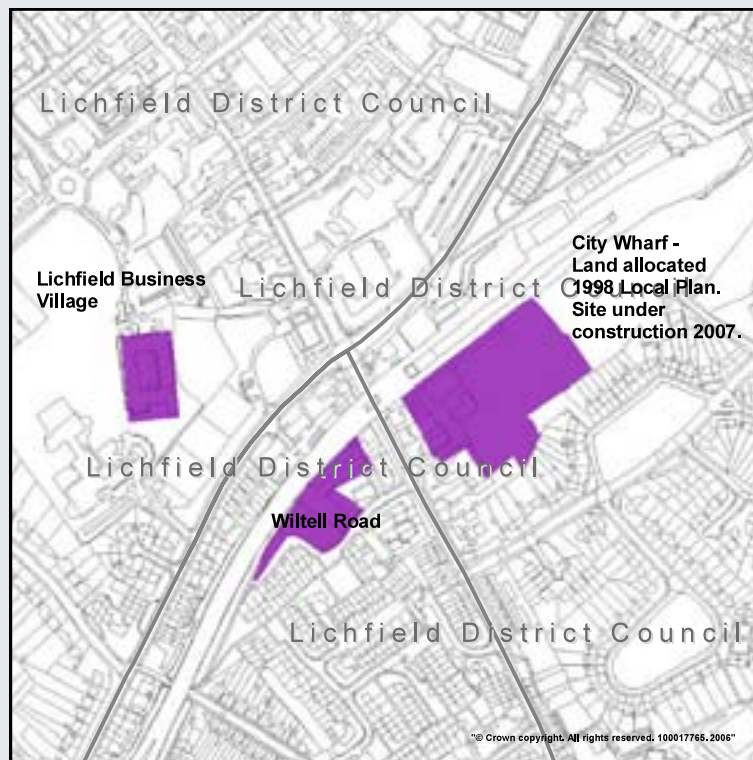 Lichfield District Council
City Wharf -
Land allocated
1998 Local Plan.
Site under
construction 2007.
Lichfield Business
Village
Lichfield District Council
Lichfield District Council
Wiltell Road
Lichfield District Council
"© Crown copyright. All rights reserved. 100017765. 2006"